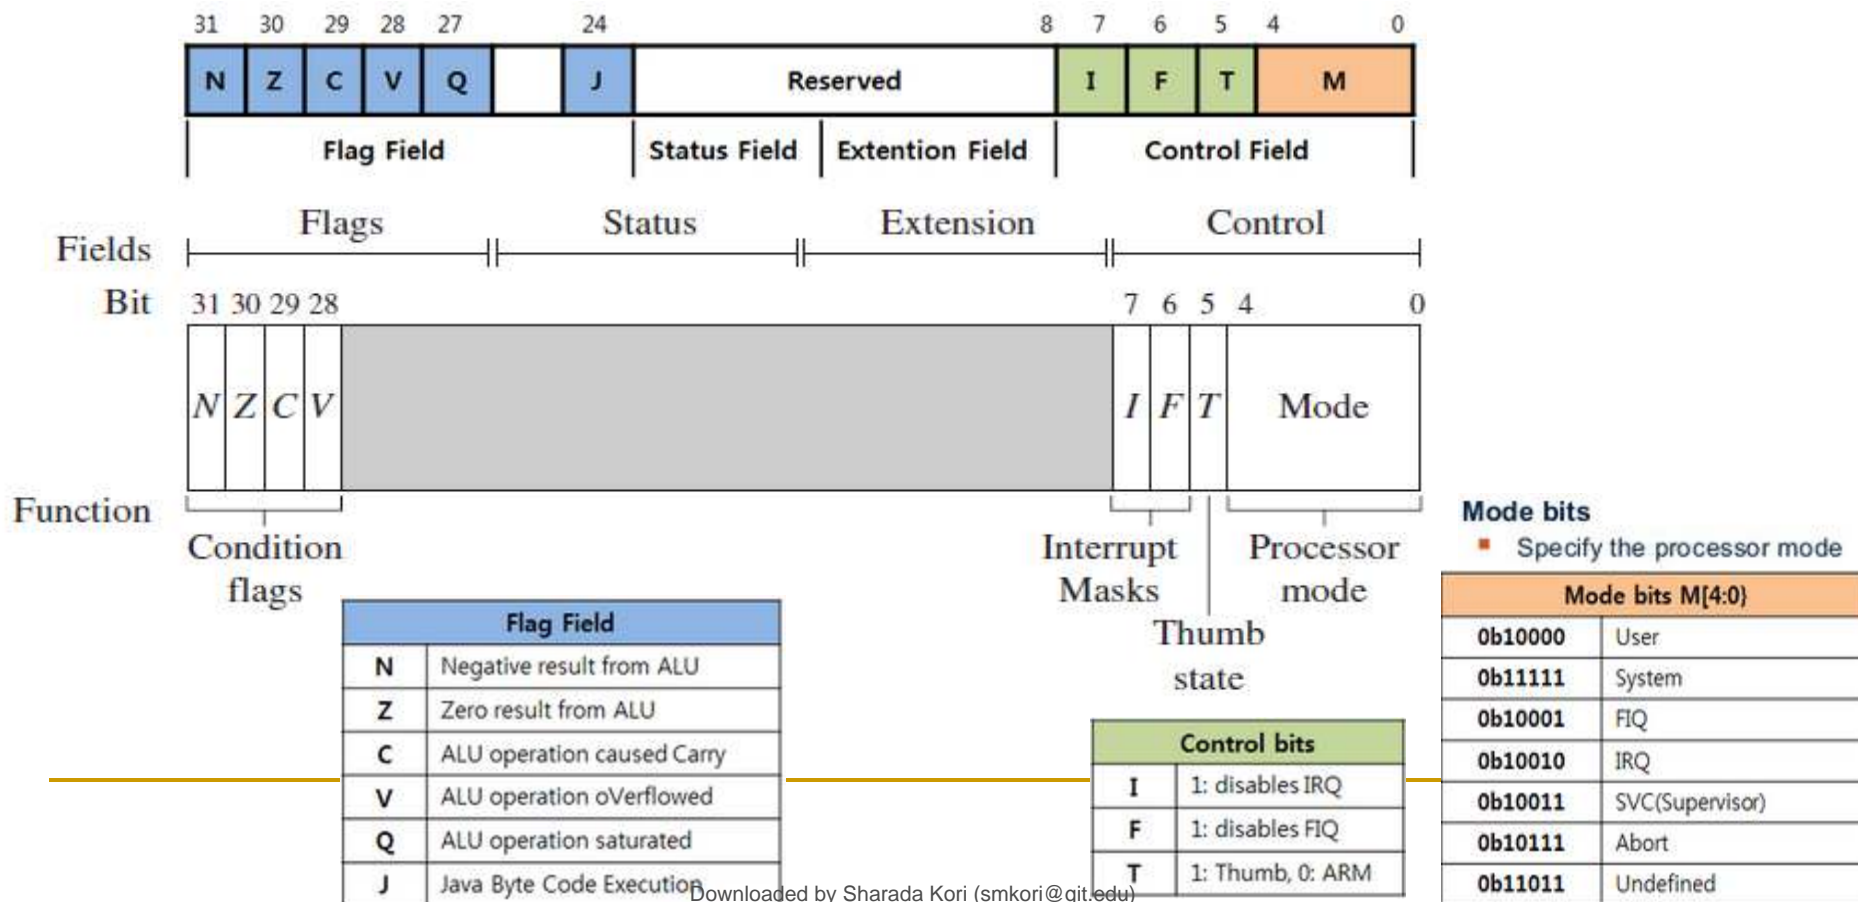 31 30 29 28 27 24 8 7 6 5 4 0
N Z C V Q J Reserved I F T M
Flag Field Status Field Extention Field Control Field
Flags Status Extension Control
Fields
Bit 31 30 29 28 7 6 5 4 0
N Z C V I F T Mode
Function
Condition
flags
Interrupt
Masks
Processor
mode
Thumb
state
Flag Field
N Negative result from ALU
Z Zero result from ALU
C ALU operation caused Carry
V ALU operation oVerflowed
Q ALU operation saturated
J Java Byte Code Execution
Control bits
I 1: disables IRQ
F 1: disables FIQ
T 1: Thumb, 0: ARM
Mode bits
Specify the processor mode
Mode bits M[4:0}
0b10000 User
0b11111 System
0b10001 FIQ
0b10010 IRQ
0b10011 SVC(Supervisor)
0b10111 Abort
0b11011 Undefined
Downloaded by Sharada Kori (smkori@git.edu)